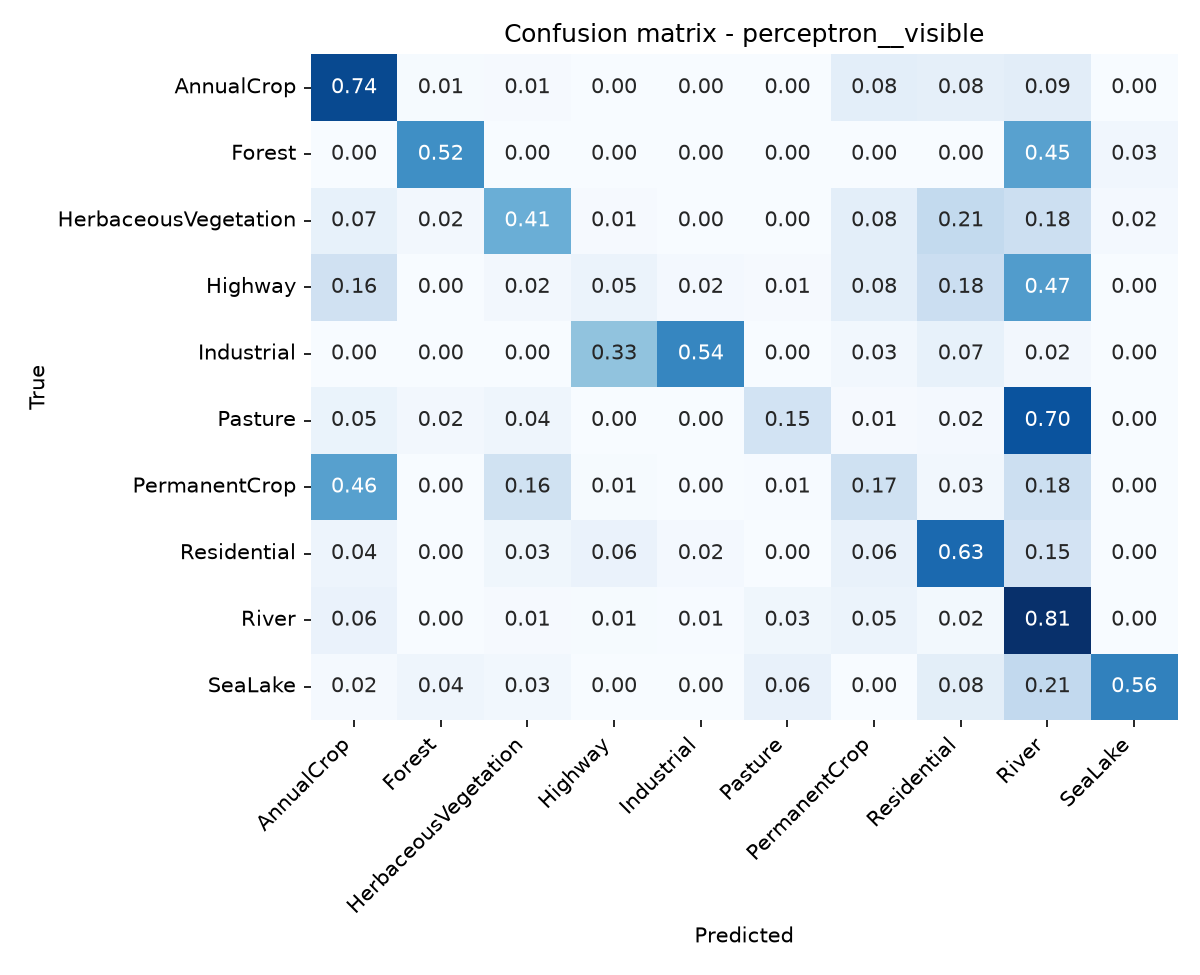 Confusion matrix - perceptron__visible
AnnualCrop 0.74 0.01 0.01 0.00 0.00 0.00 0.08 0.08 0.09 0.00
Forest 0.00 0.52 0.00 0.00 0.00 0.00 0.00 0.00 0.45 0.03
HerbaceousVegetation 0.07 0.02 0.41 0.01 0.00 0.00 0.08 0.21 0.18 0.02
Highway 0.16 0.00 0.02 0.05 0.02 0.01 0.08 0.18 0.47 0.00
Industrial 0.00 0.00 0.00 0.33 0.54 0.00 0.03 0.07 0.02 0.00
True
Pasture 0.05 0.02 0.04 0.00 0.00 0.15 0.01 0.02 0.70 0.00
PermanentCrop 0.46 0.00 0.16 0.01 0.00 0.01 0.17 0.03 0.18 0.00
Residential 0.04 0.00 0.03 0.06 0.02 0.00 0.06 0.63 0.15 0.00
River 0.06 0.00 0.01 0.01 0.01 0.03 0.05 0.02 0.81 0.00
SeaLake 0.02 0.04 0.03 0.00 0.00 0.06 0.00 0.08 0.21 0.56
AnnualCrop
Forest
HerbaceousVegetation
Highway
Industrial
Pasture
PermanentCrop
Residential
River
SeaLake
Predicted